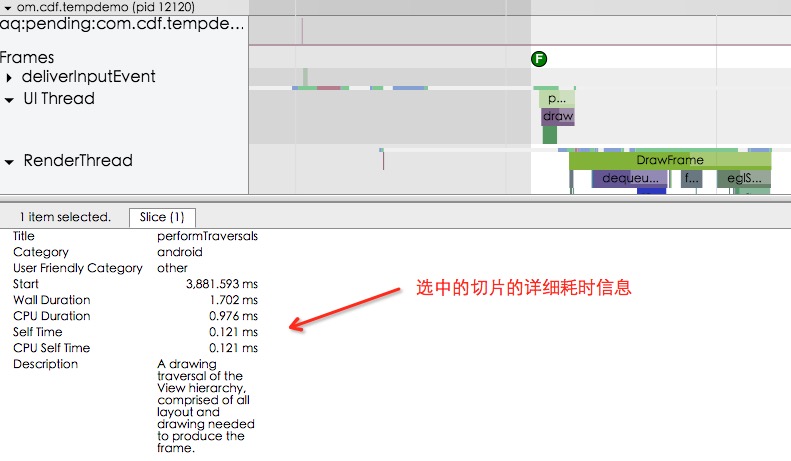 om.cdf.tempdemo (pid 12120)
aq:pending:com.cdf.tempde...
Frames
F
deliverInputEvent
UI Thread
p...
draw
RenderThread
DrawFrame
dequeu... f... eglS...
1 item selected. Slice (1)
Title performTraversals
Category android
User Friendly Category other
Start 3,881.593 ms
Wall Duration 1.702 ms
CPU Duration 0.976 ms
Self Time 0.121 ms
CPU Self Time 0.121 ms
Description A drawing
traversal of the
View hierarchy,
comprised of all
layout and
drawing needed
to produce the
frame.
选中的切片的详细耗时信息